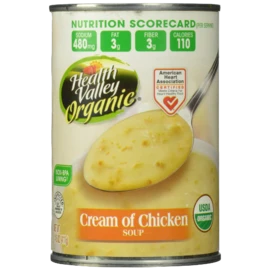 NUTRITION SCORECARD
SODIUM FAT FIBER CALORIES
480mg 3g 3g 110
Health
Valley
Organic
American
Heart
Association
CERTIFIED
USDA
ORGANIC
Cream of Chicken
SOUP